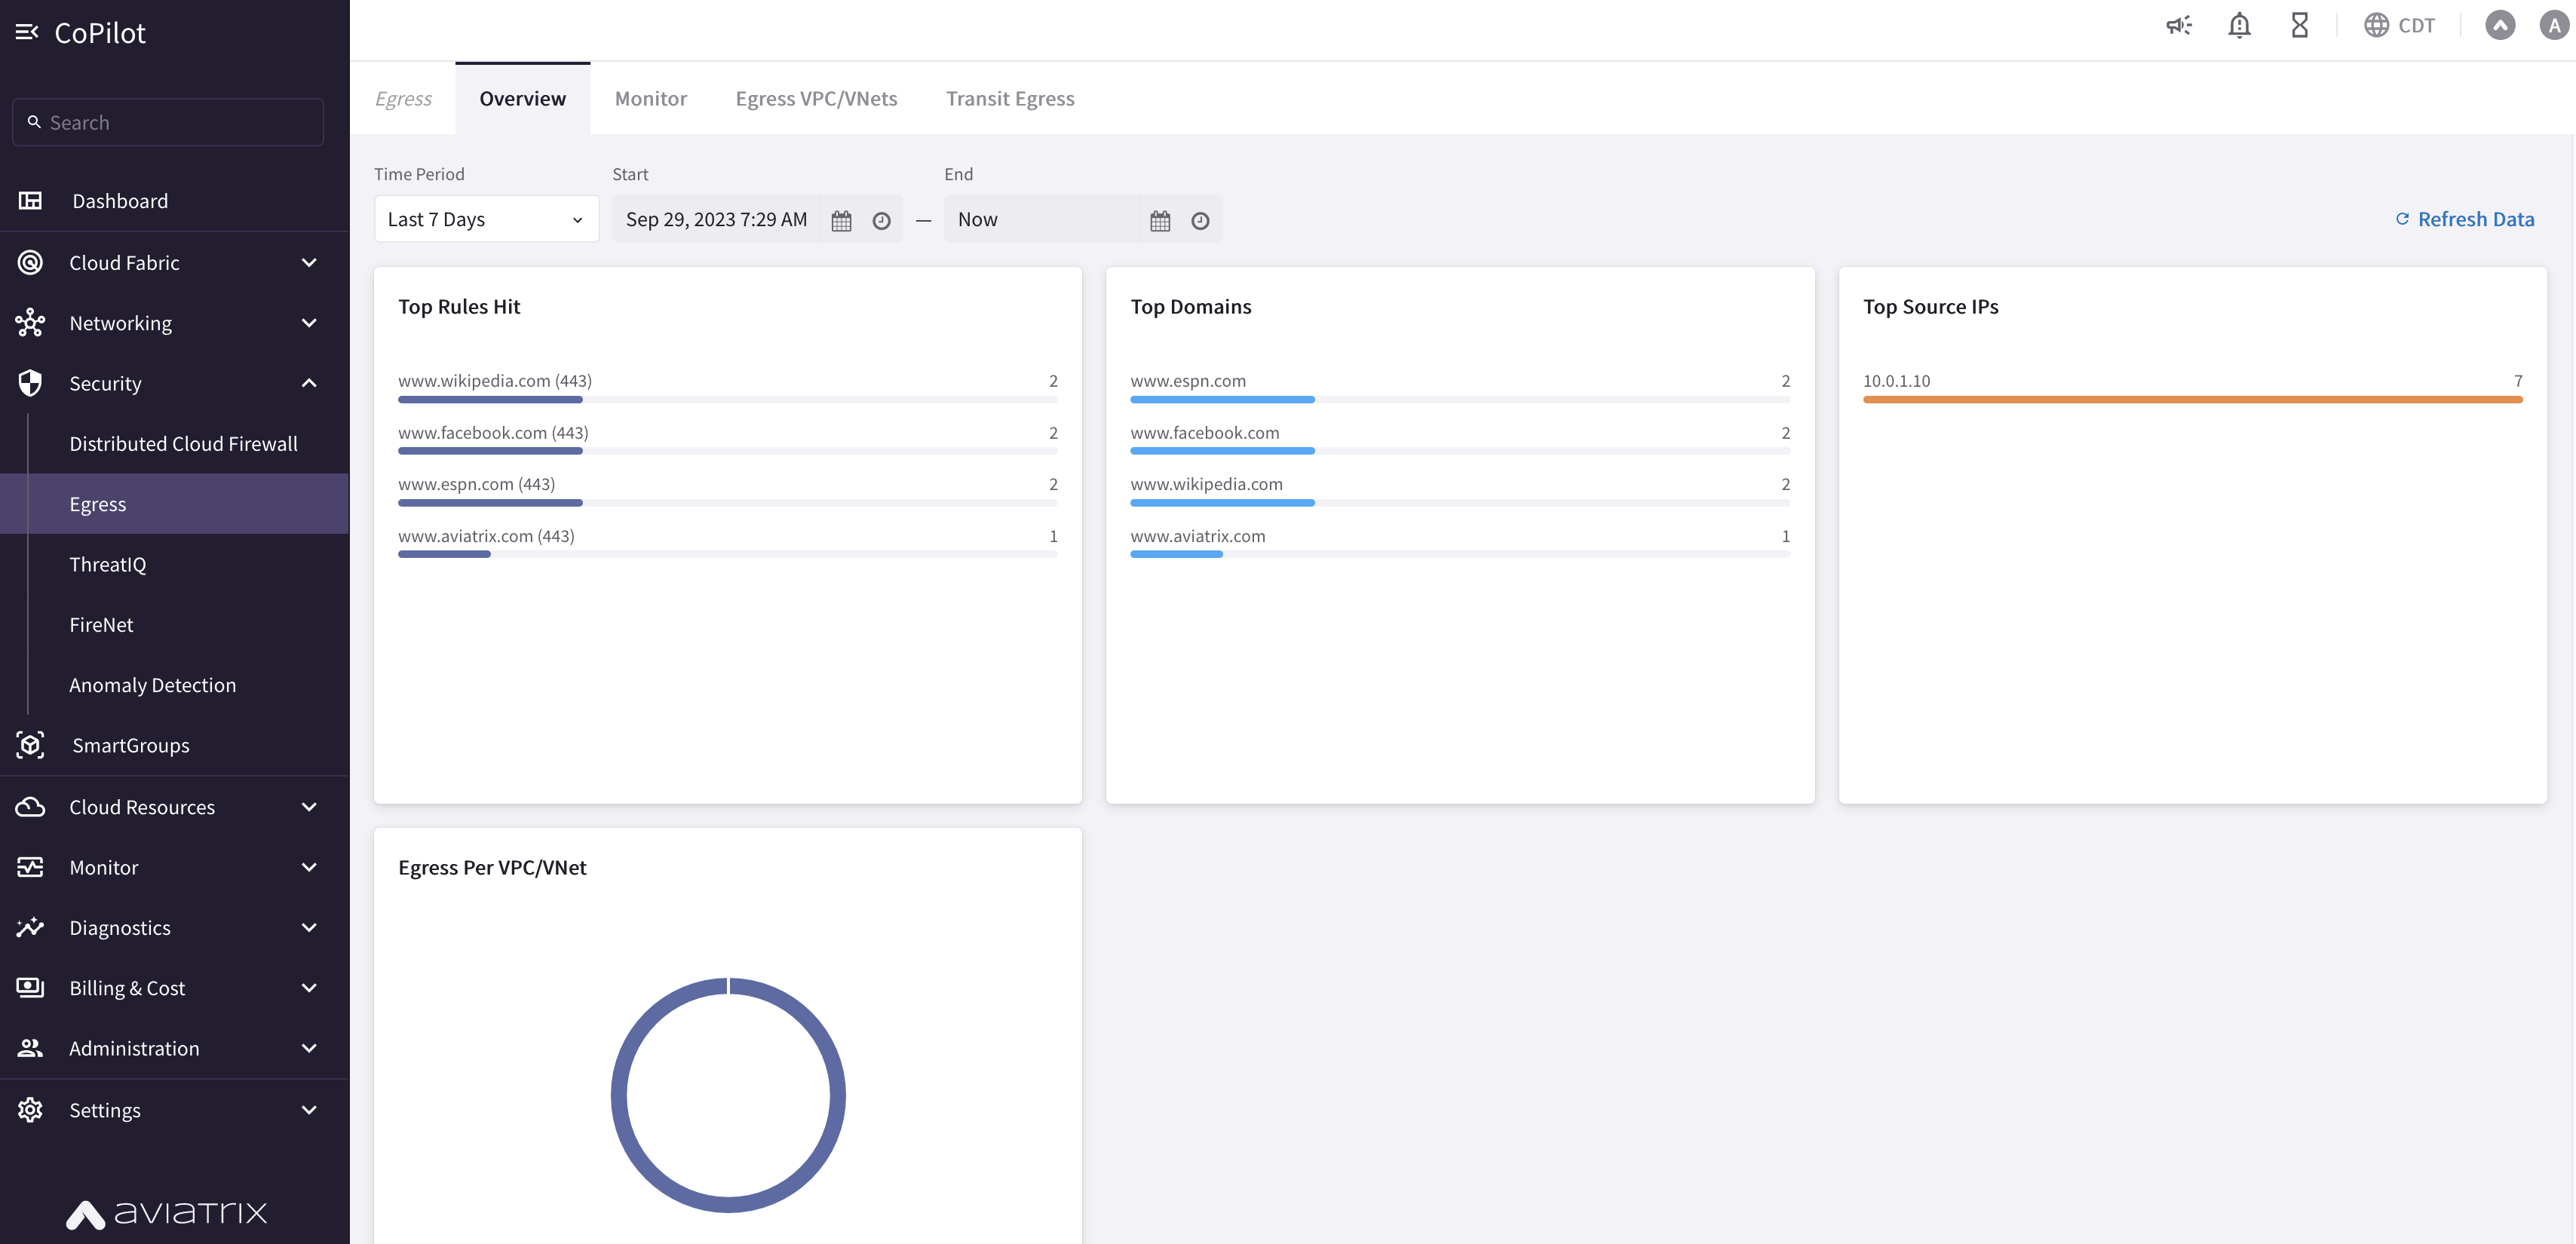 CoPilot
Search
Dashboard
Cloud Fabric
Networking
Security
Distributed Cloud Firewall
Egress
ThreatIQ
FireNet
Anomaly Detection
SmartGroups
Cloud Resources
Monitor
Diagnostics
Billing & Cost
Administration
Settings
aviatrix
CDT
A
Egress
Overview
Monitor
Egress VPC/VNets
Transit Egress
Time Period
Start
End
Last 7 Days
Sep 29, 2023 7:29 AM
—
Now
Refresh Data
Top Rules Hit
www.wikipedia.com (443) 2
www.facebook.com (443) 2
www.espn.com (443) 2
www.aviatrix.com (443) 1
Top Domains
www.espn.com 2
www.facebook.com 2
www.wikipedia.com 2
www.aviatrix.com 1
Top Source IPs
10.0.1.10 7
Egress Per VPC/VNet